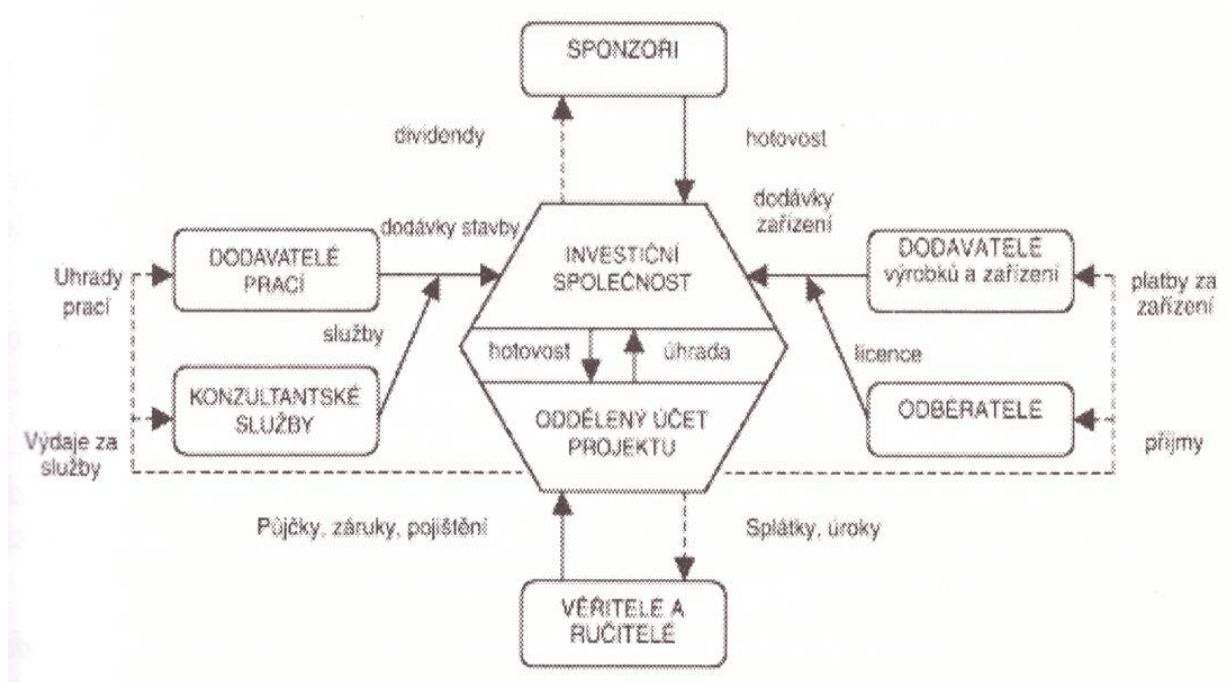 SPONZOŘI
dividendy
hotovost
dodávky
zařízení
dodávky stavby
DODAVATELÉ
PRACÍ
INVESTIČNÍ
SPOLEČNOST
DODAVATELÉ
výrobků a zařízení
Uhrady
prací
platby za
zařízení
služby
hotovost
úhrada
licence
KONZULTANTSKÉ
SLUŽBY
ODDĚLENÝ ÚČET
PROJEKTU
ODBĚRATELÉ
Výdaje za
služby
příjmy
Půjčky, záruky, pojištění
Splátky, úroky
VĚŘITELÉ A
RUČITELÉ